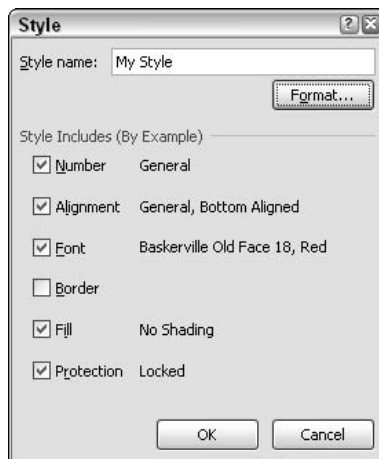 Style
Style name: My Style
Format...
Style Includes (By Example)
Number General
Alignment General, Bottom Aligned
Font Baskerville Old Face 18, Red
Border
Fill No Shading
Protection Locked
OK Cancel